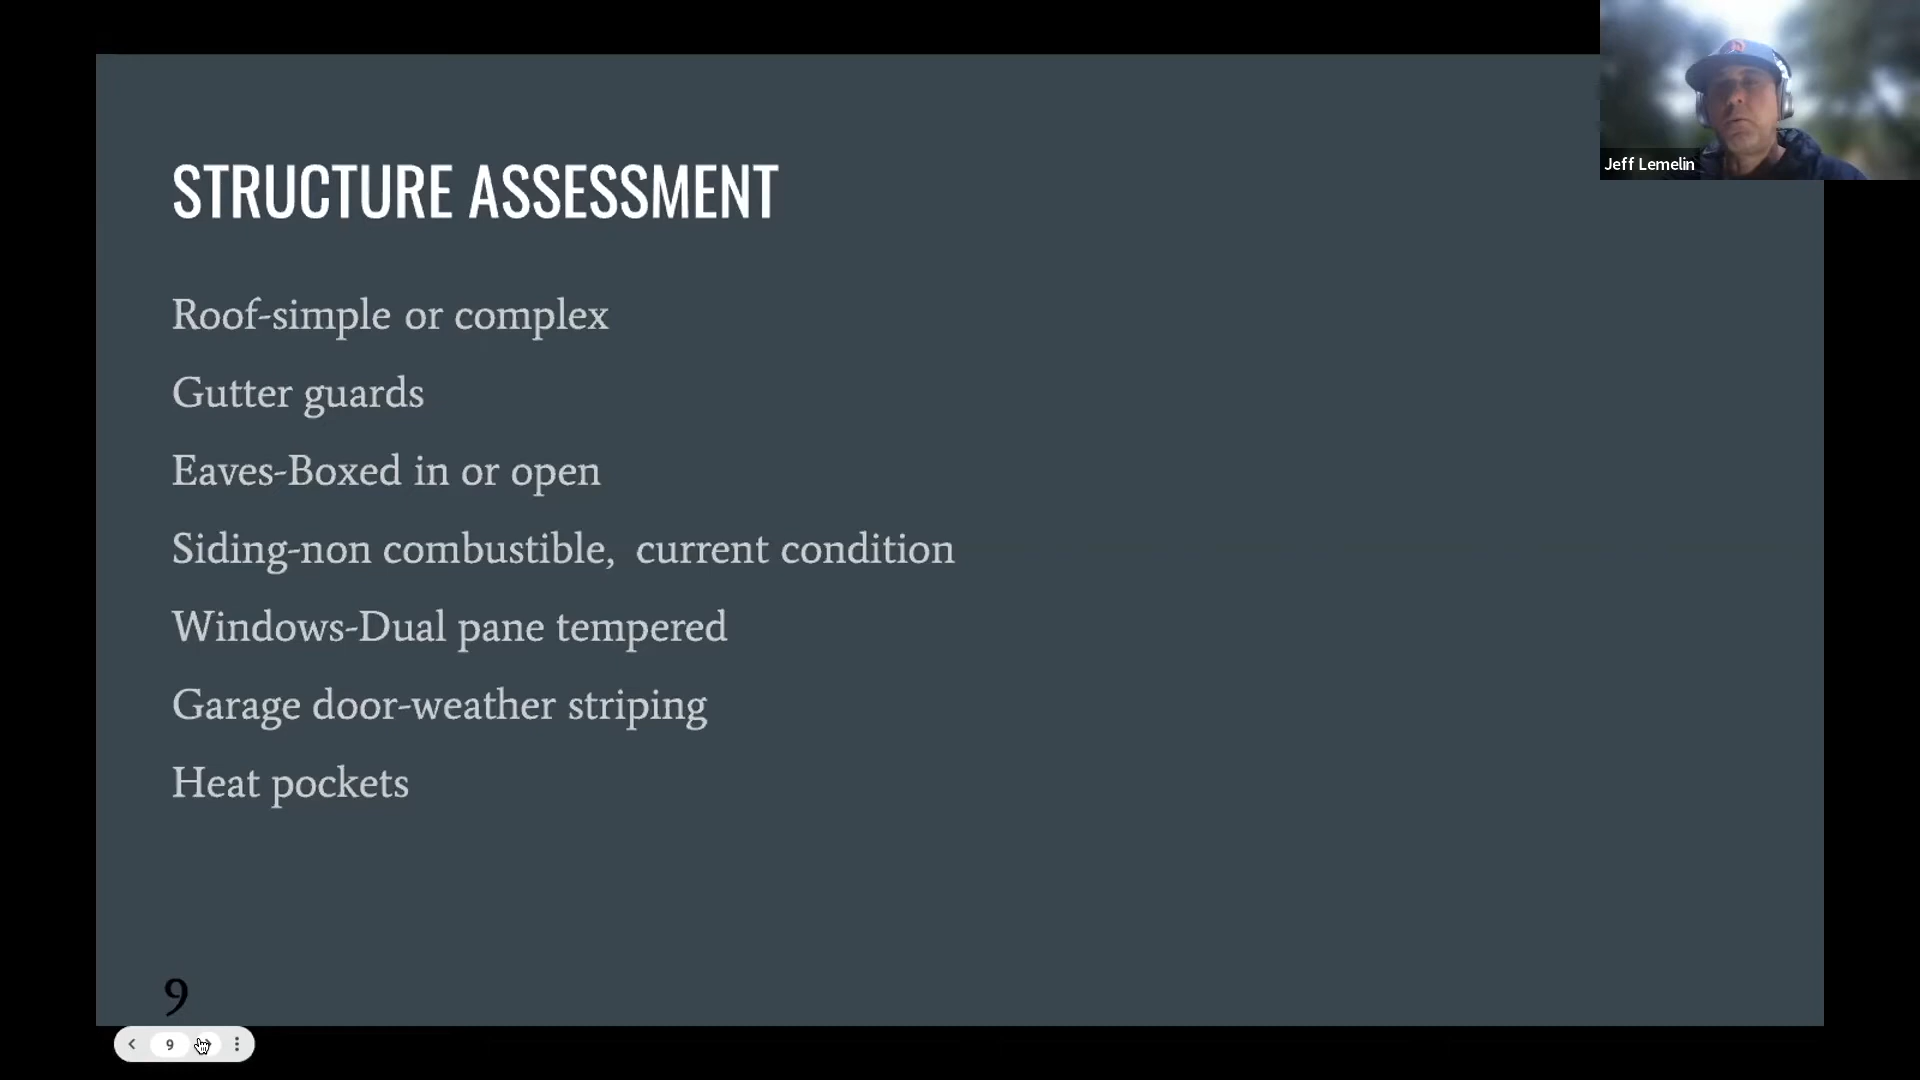 Jeff Lemelin
STRUCTURE ASSESSMENT
Roof-simple or complex
Gutter guards
Eaves-Boxed in or open
Siding-non combustible,  current condition
Windows-Dual pane tempered
Garage door-weather striping
Heat pockets
9
9